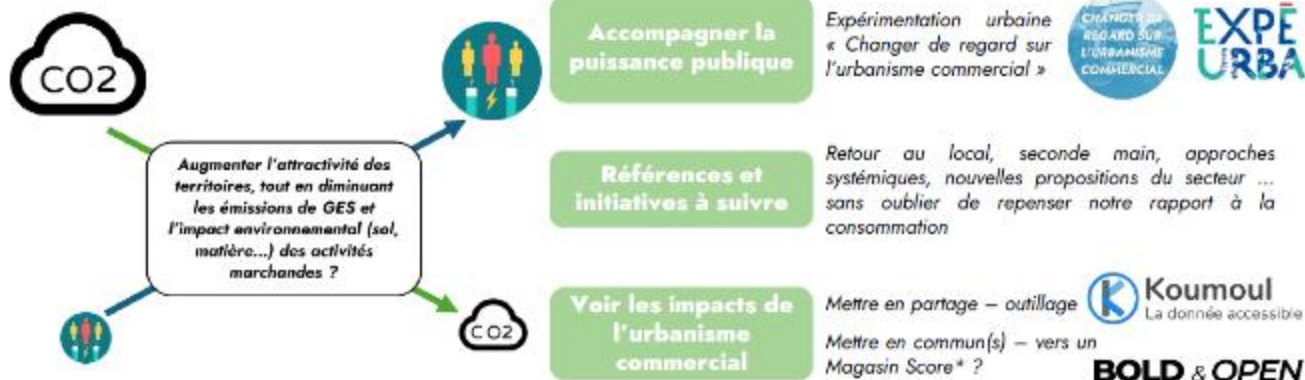 CO2
Augmenter l'attractivité des
territoires, tout en diminuant
les émissions de GES et
l'impact environnemental (sol,
matière...) des activités
marchandes ?
CO2
Accompagner la
puissance publique
Expérimentation urbaine
« Changer de regard sur
l'urbanisme commercial »
CHANGER DE
REGARD SUR
L'URBANISME
COMMERCIAL
EXPÉ
URBA
Références et
initiatives à suivre
Retour au local, seconde main, approches
systémiques, nouvelles propositions du secteur ...
sans oublier de repenser notre rapport à la
consommation
Voir les impacts de
l'urbanisme
commercial
Mettre en partage – outillage
Koumoul
La donnée accessible
Mettre en commun(s) – vers un
Magasin Score* ?
BOLD & OPEN